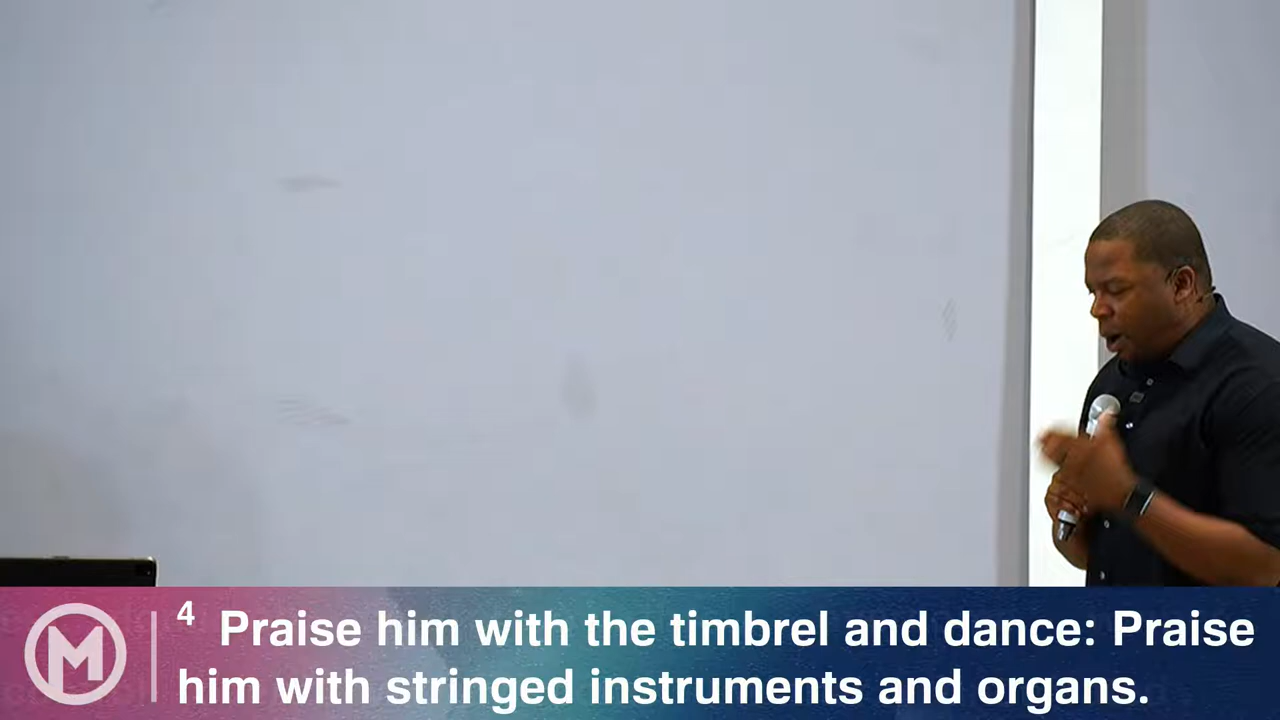 4 Praise him with the timbrel and dance: Praise
M
him with stringed instruments and organs.